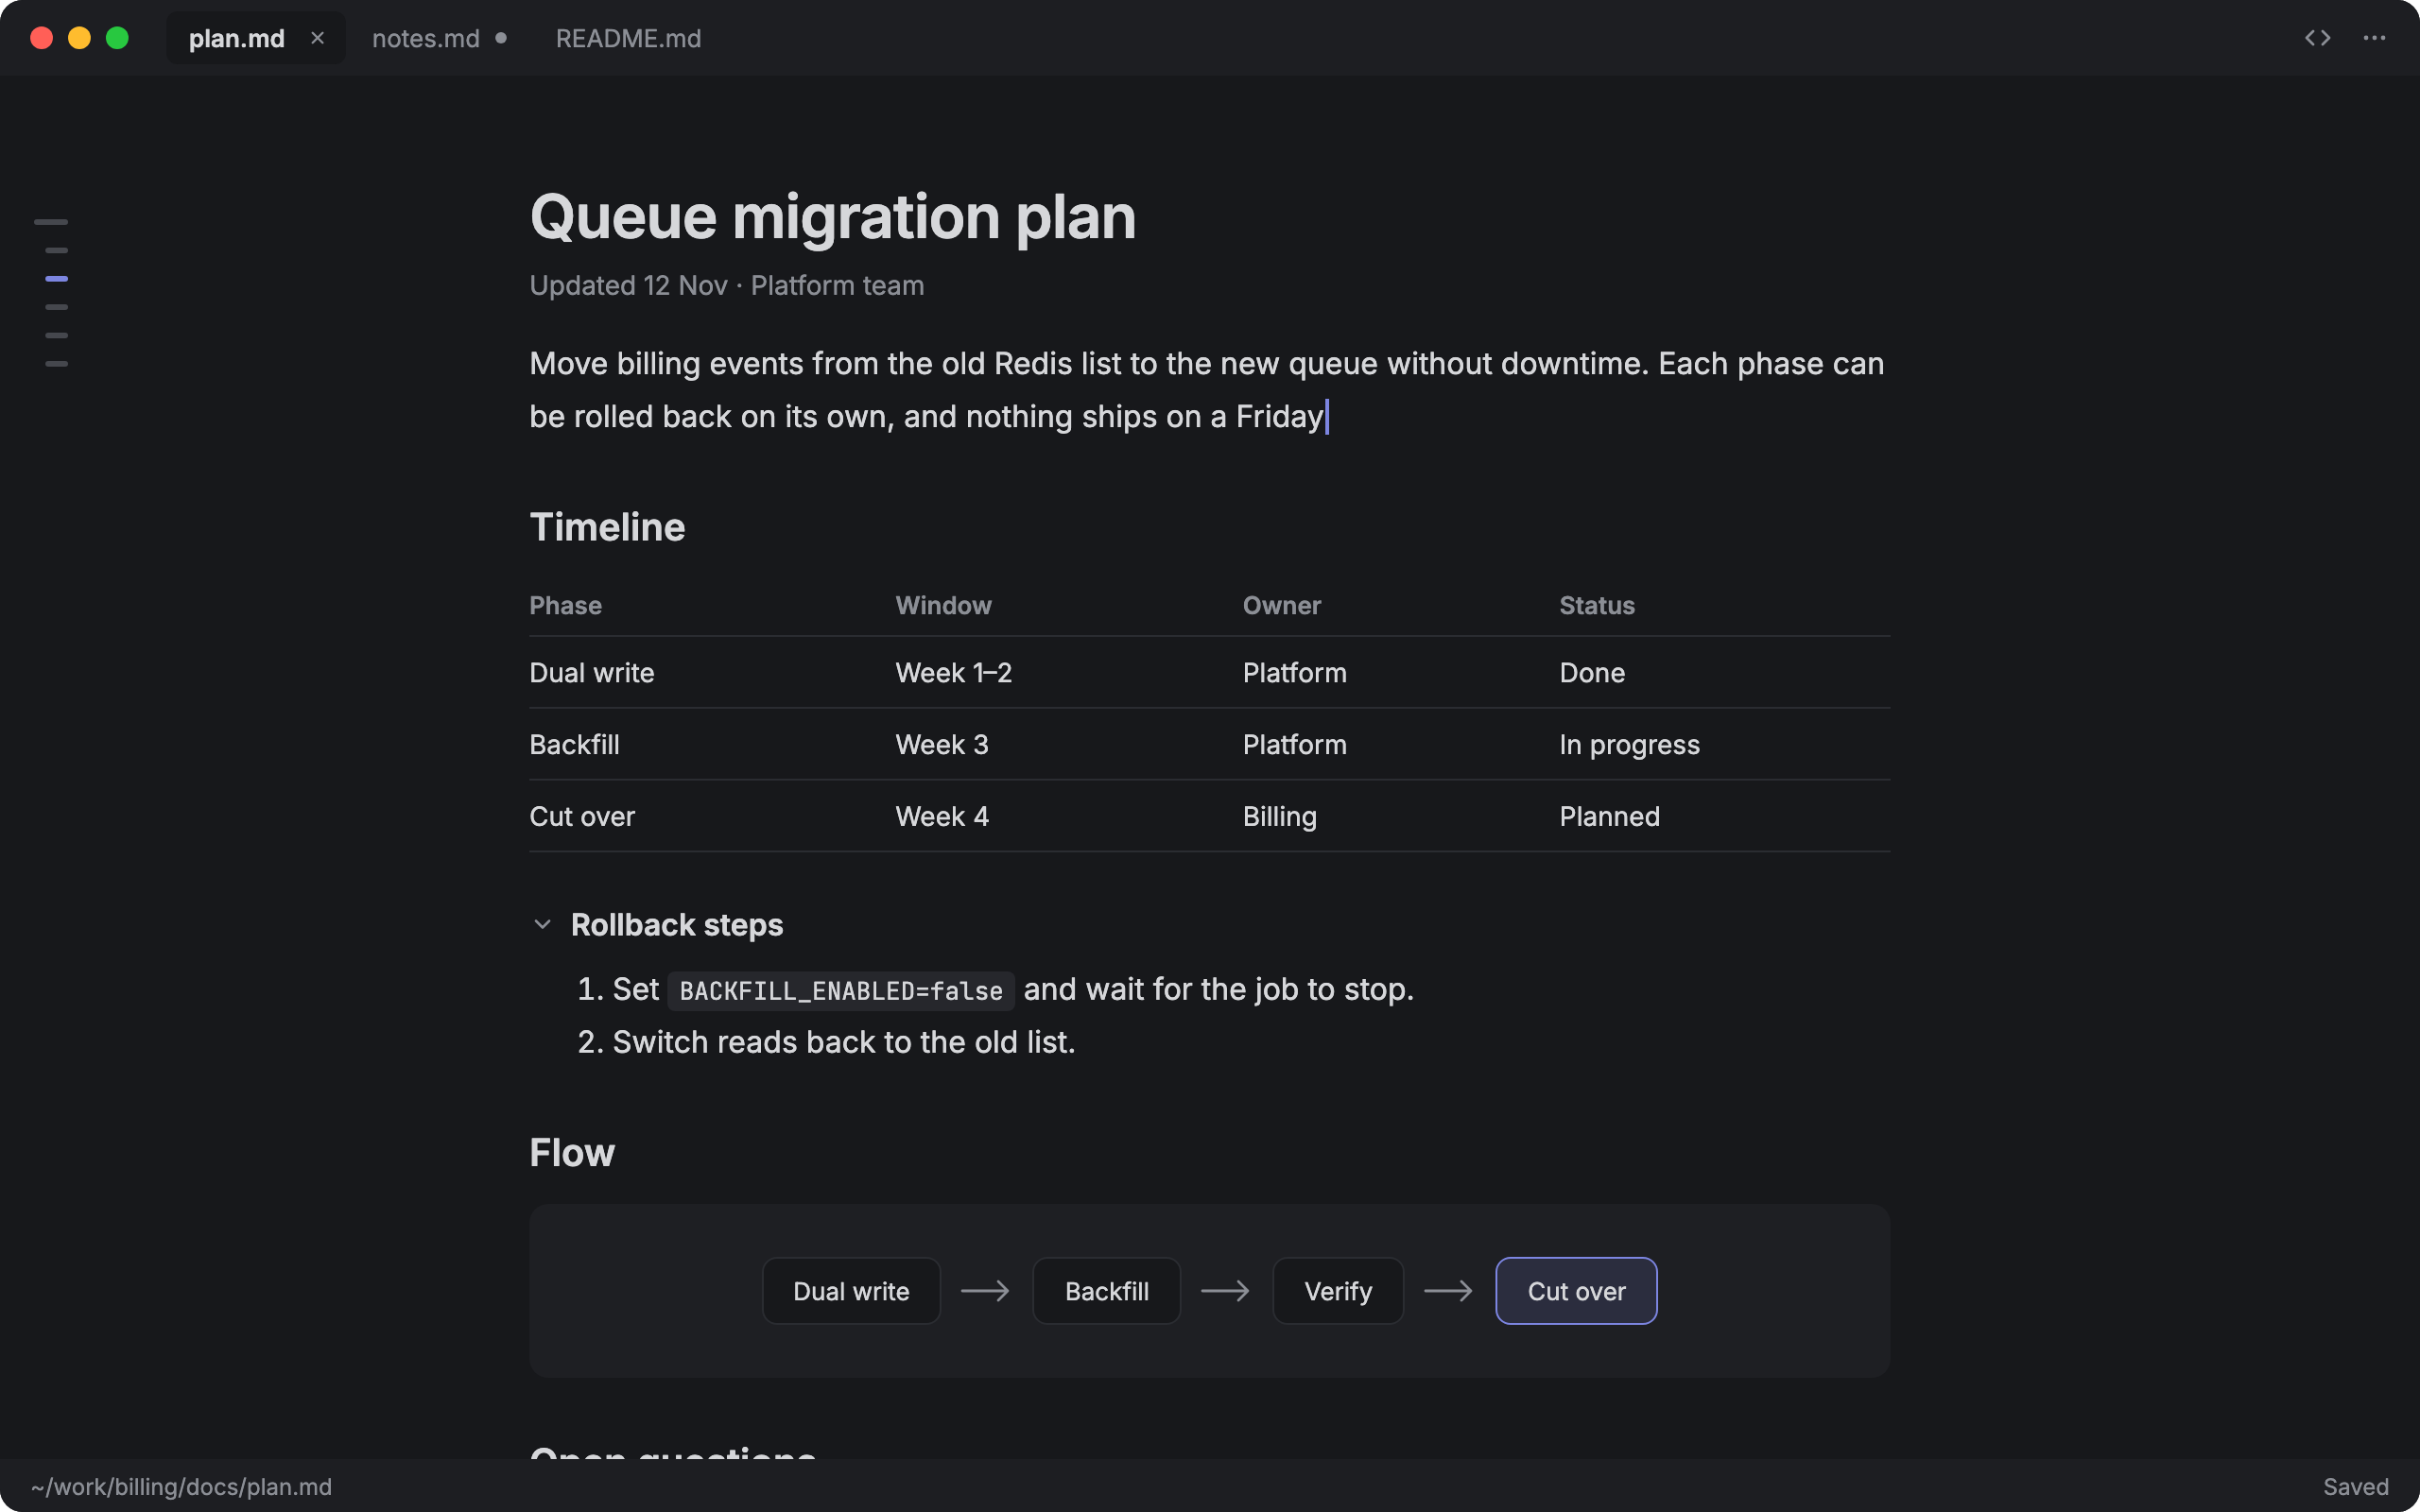 plan.md × notes.md README.md
Queue migration plan
Updated 12 Nov · Platform team
Move billing events from the old Redis list to the new queue without downtime. Each phase can
be rolled back on its own, and nothing ships on a Friday
Timeline
Phase Window Owner Status
Dual write Week 1–2 Platform Done
Backfill Week 3 Platform In progress
Cut over Week 4 Billing Planned
Rollback steps
1. Set BACKFILL_ENABLED=false and wait for the job to stop.
2. Switch reads back to the old list.
Flow
Dual write → Backfill → Verify → Cut over
Open questions
~/work/billing/docs/plan.md Saved